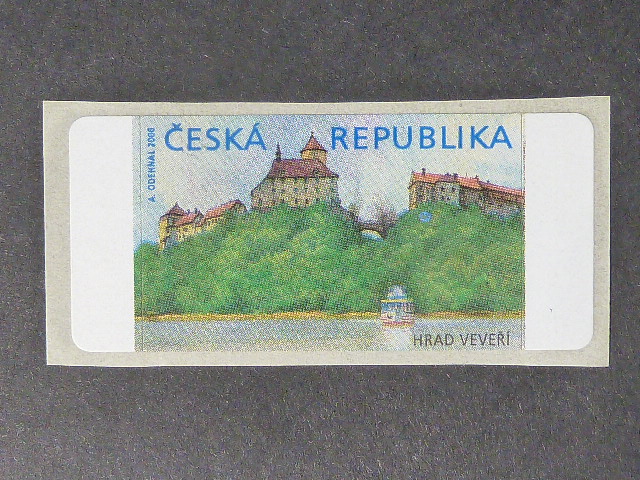 ČESKÁ REPUBLIKA
A. ODEHNAL 2000
HRAD VEVEŘÍ